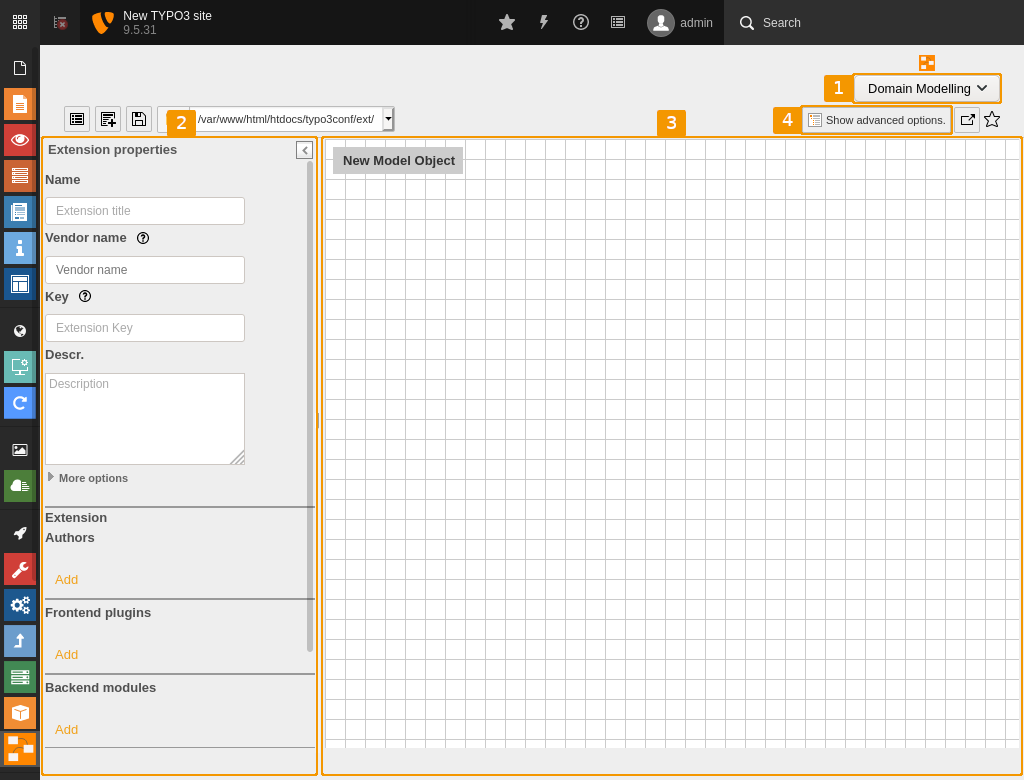 New TYPO3 site
9.5.31
admin
Search
1
Domain Modelling
2
/var/www/html/htdocs/typo3conf/ext/
3
4
Show advanced options.
Extension properties
New Model Object
Name
Extension title
Vendor name
Vendor name
Key
Extension Key
Descr.
Description
More options
Extension
Authors
Add
Frontend plugins
Add
Backend modules
Add